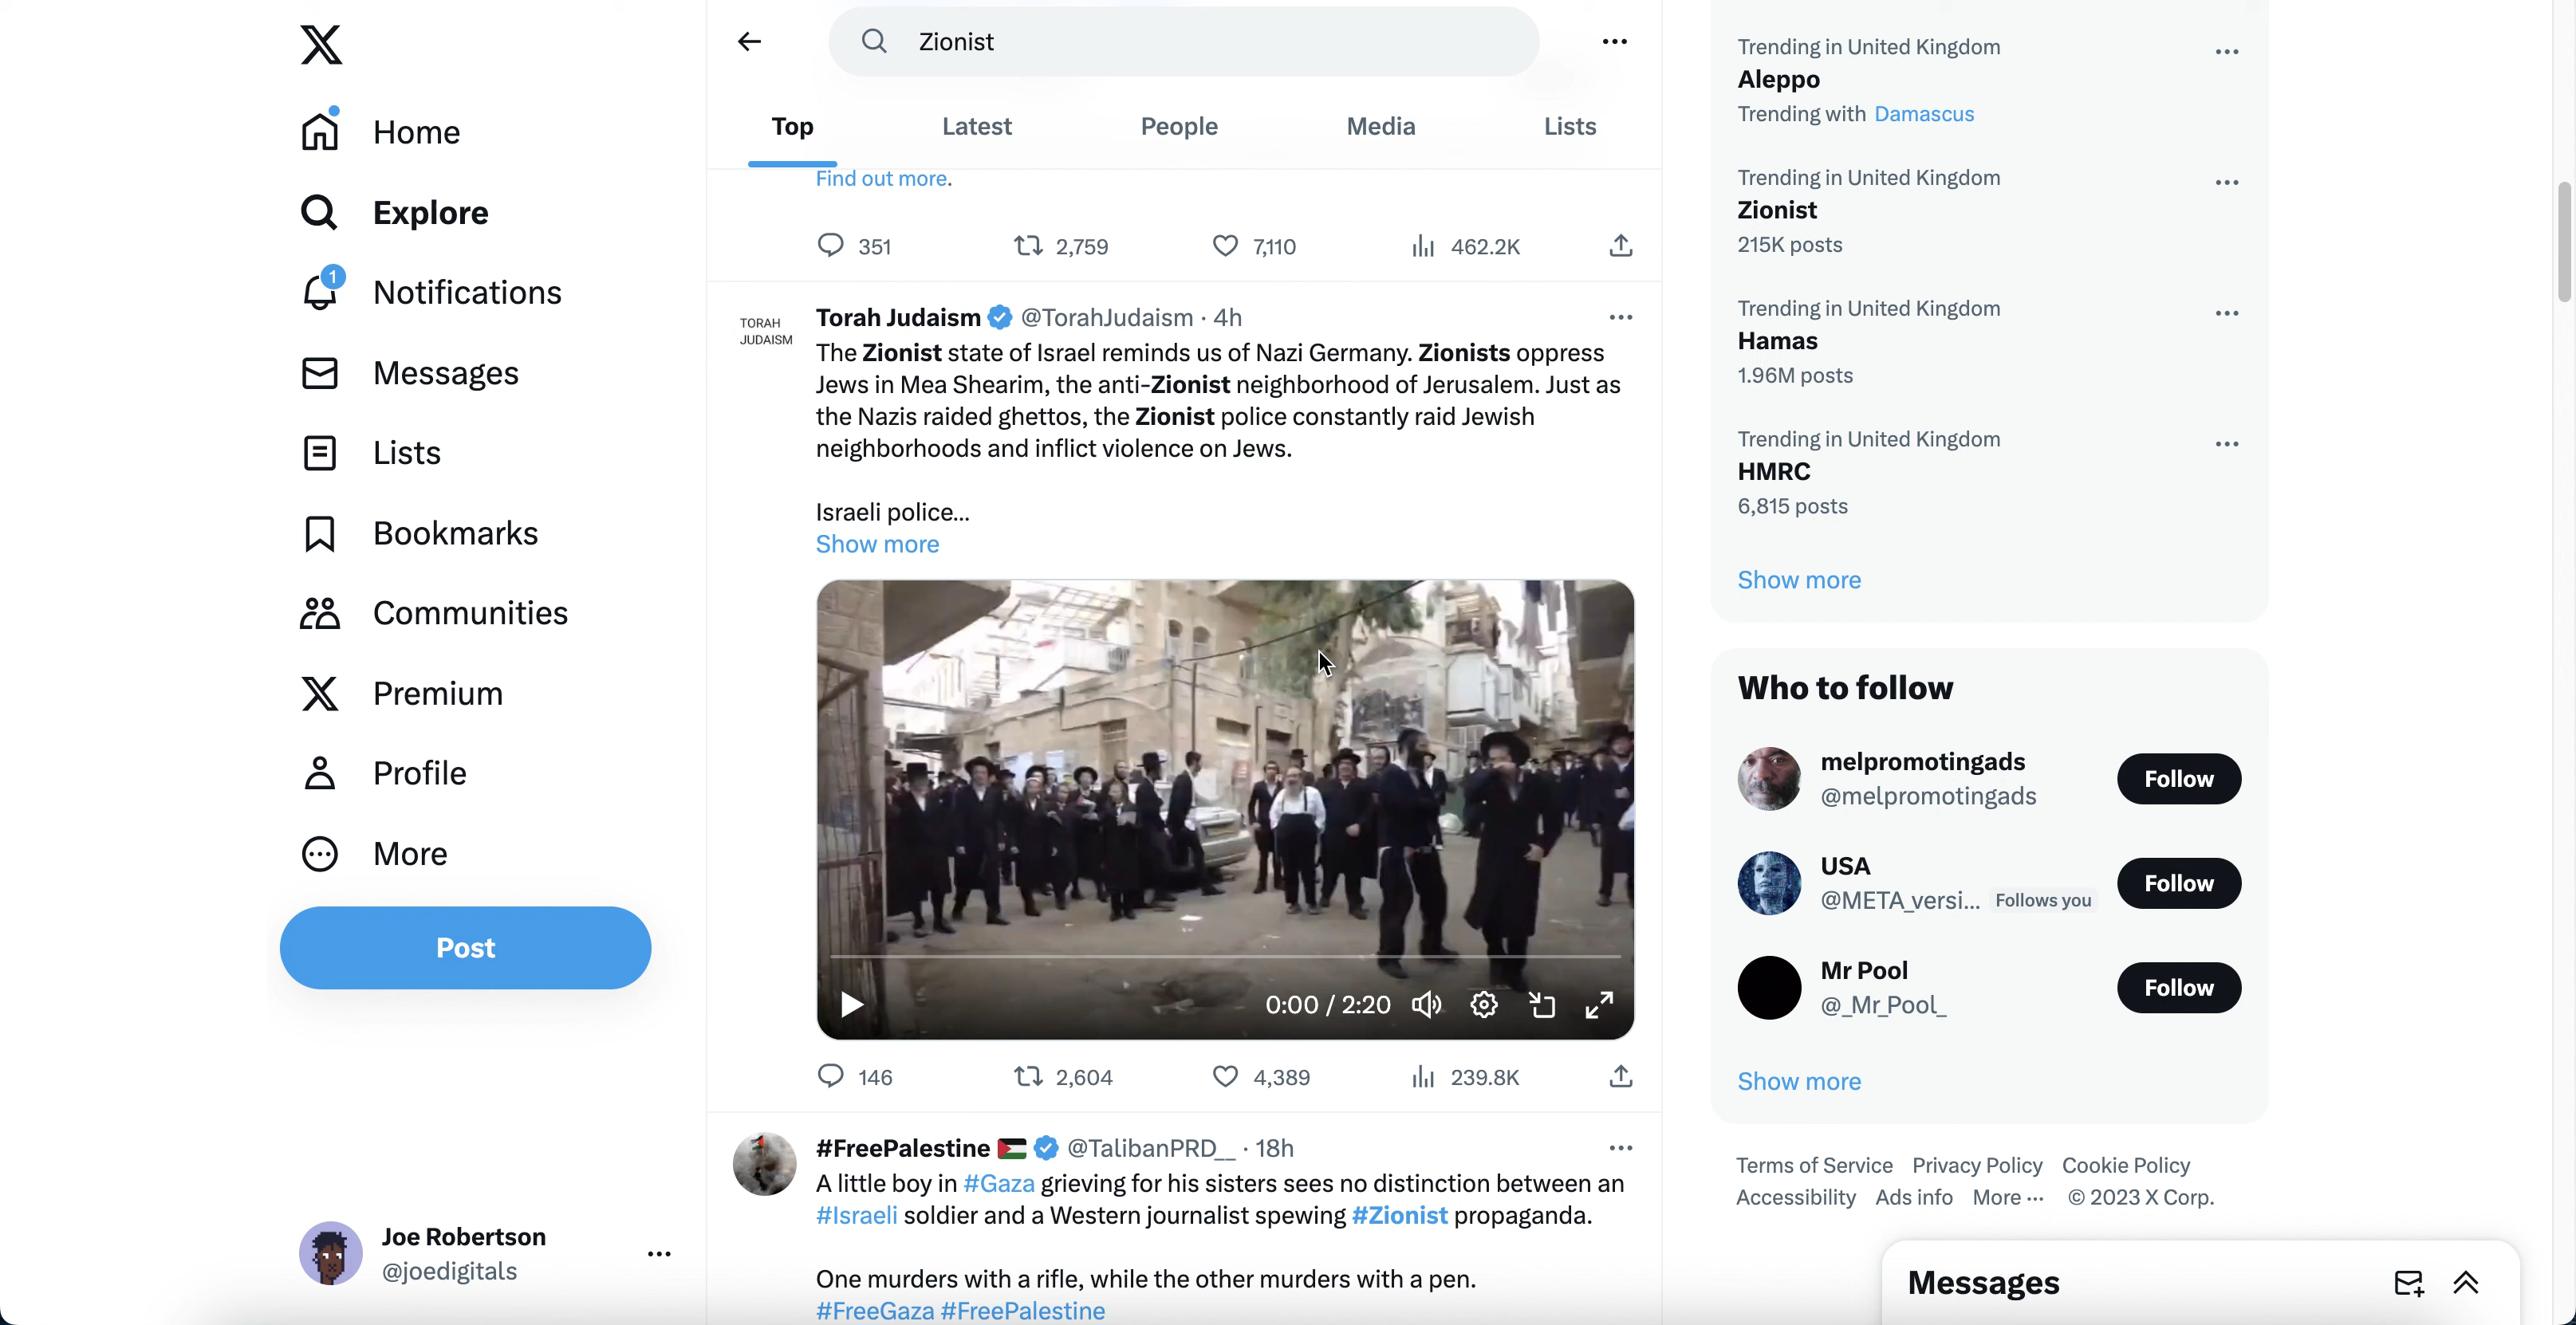 Home
Explore
1
Notifications
Messages
Lists
Bookmarks
Communities
Premium
Profile
More
Post
Joe Robertson
@joedigitals
Zionist
Top Latest People Media Lists
Find out more.
351 2,759 7,110 462.2K
TORAH
JUDAISM
Torah Judaism @TorahJudaism · 4h
The Zionist state of Israel reminds us of Nazi Germany. Zionists oppress
Jews in Mea Shearim, the anti-Zionist neighborhood of Jerusalem. Just as
the Nazis raided ghettos, the Zionist police constantly raid Jewish
neighborhoods and inflict violence on Jews.
Israeli police...
Show more
0:00 / 2:20
146 2,604 4,389 239.8K
#FreePalestine @TalibanPRD__ · 18h
A little boy in #Gaza grieving for his sisters sees no distinction between an
#Israeli soldier and a Western journalist spewing #Zionist propaganda.
One murders with a rifle, while the other murders with a pen.
#FreeGaza #FreePalestine
Trending in United Kingdom
Aleppo
Trending with Damascus
Trending in United Kingdom
Zionist
215K posts
Trending in United Kingdom
Hamas
1.96M posts
Trending in United Kingdom
HMRC
6,815 posts
Show more
Who to follow
melpromotingads
@melpromotingads
Follow
USA
@META_versi... Follows you
Follow
Mr Pool
@_Mr_Pool_
Follow
Show more
Terms of Service Privacy Policy Cookie Policy
Accessibility Ads info More ··· © 2023 X Corp.
Messages